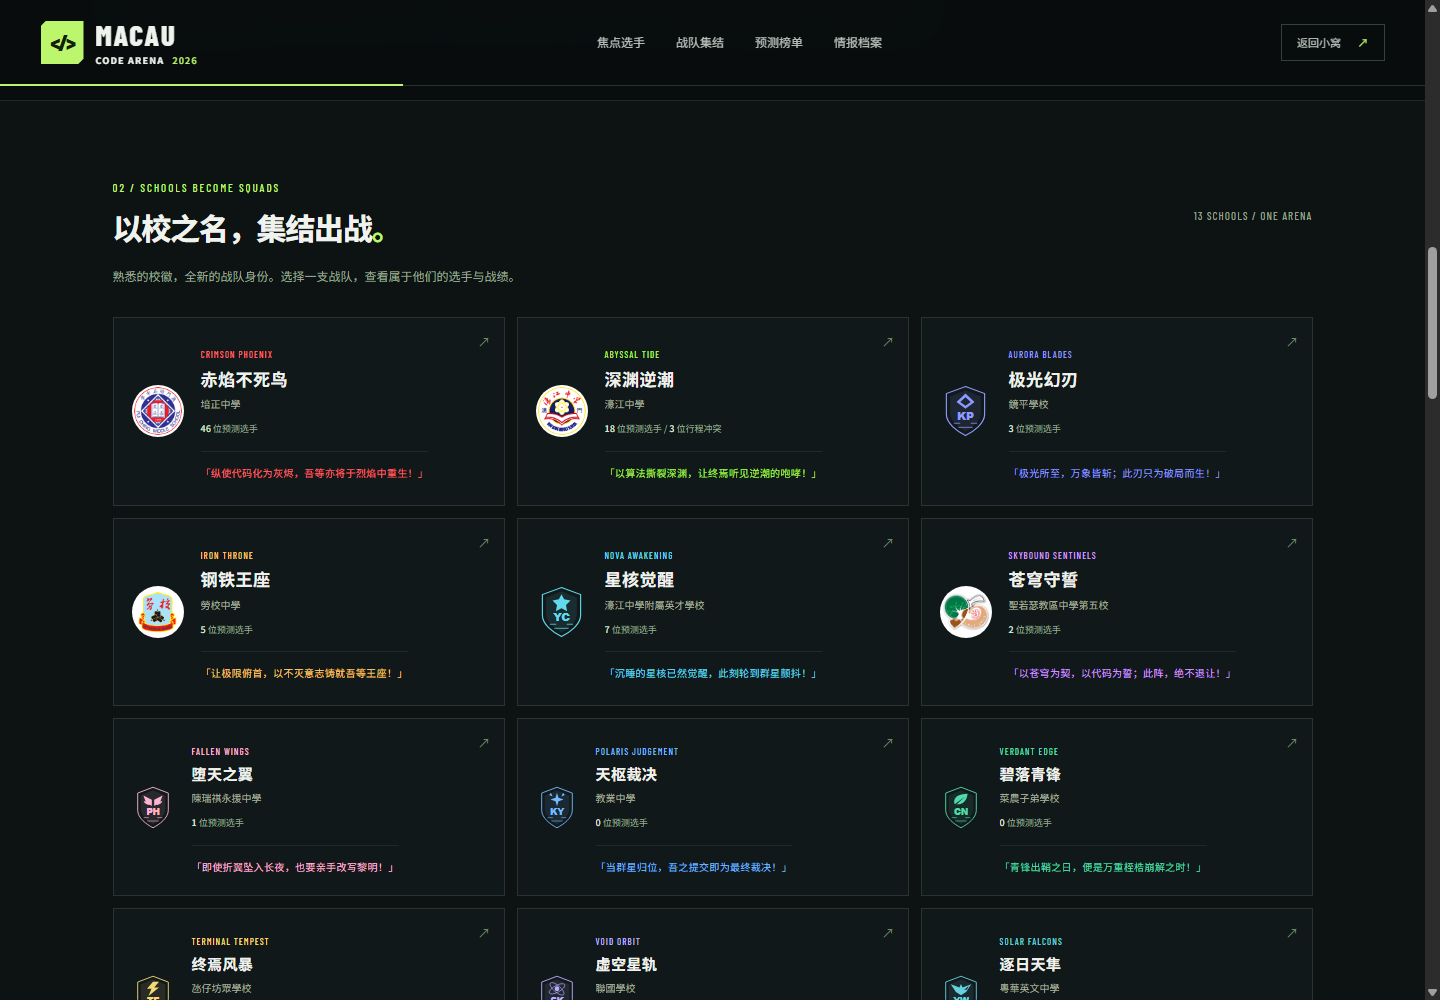 </>
MACAU
CODE ARENA 2026
焦点选手
战队集结
预测榜单
情报档案
返回小窝 ↗
02 / SCHOOLS BECOME SQUADS
以校之名，集结出战。
13 SCHOOLS / ONE ARENA
熟悉的校徽，全新的战队身份。选择一支战队，查看属于他们的选手与战绩。
CRIMSON PHOENIX
赤焰不死鸟
培正中學
46 位预测选手
「纵使代码化为灰烬，吾等亦将于烈焰中重生！」
ABYSSAL TIDE
深渊逆潮
濠江中學
18 位预测选手 / 3 位行程冲突
「以算法撕裂深渊，让终焉听见逆潮的咆哮！」
AURORA BLADES
极光幻刃
KP
鏡平學校
3 位预测选手
「极光所至，万象皆斩；此刃只为破局而生！」
IRON THRONE
钢铁王座
勞校中學
5 位预测选手
「让极限俯首，以不灭意志铸就吾等王座！」
NOVA AWAKENING
星核觉醒
YC
濠江中學附屬英才學校
7 位预测选手
「沉睡的星核已然觉醒，此刻轮到群星颤抖！」
SKYBOUND SENTINELS
苍穹守誓
聖若瑟教區中學第五校
2 位预测选手
「以苍穹为契，以代码为誓；此阵，绝不退让！」
FALLEN WINGS
堕天之翼
PH
陳瑞祺永援中學
1 位预测选手
「即使折翼坠入长夜，也要亲手改写黎明！」
POLARIS JUDGEMENT
天枢裁决
KY
教業中學
0 位预测选手
「当群星归位，吾之提交即为最终裁决！」
VERDANT EDGE
碧落青锋
CN
菜農子弟學校
0 位预测选手
「青锋出鞘之日，便是万重桎梏崩解之时！」
TERMINAL TEMPEST
终焉风暴
氹仔坊眾學校
VOID ORBIT
虚空星轨
聯國學校
SOLAR FALCONS
逐日天隼
粵華英文中學